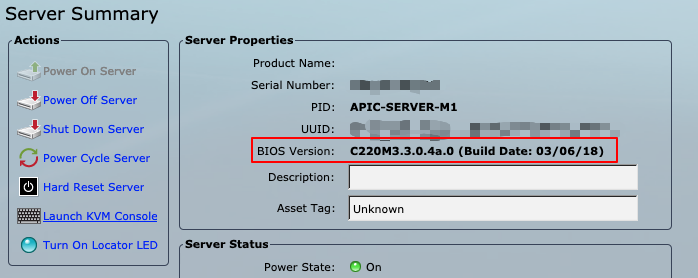 Server Summary
Actions
Power On Server
Power Off Server
Shut Down Server
Power Cycle Server
Hard Reset Server
Launch KVM Console
Turn On Locator LED
Server Properties
Product Name:
Serial Number:
PID: APIC-SERVER-M1
UUID:
BIOS Version: C220M3.3.0.4a.0 (Build Date: 03/06/18)
Description:
Asset Tag: Unknown
Server Status
Power State: On